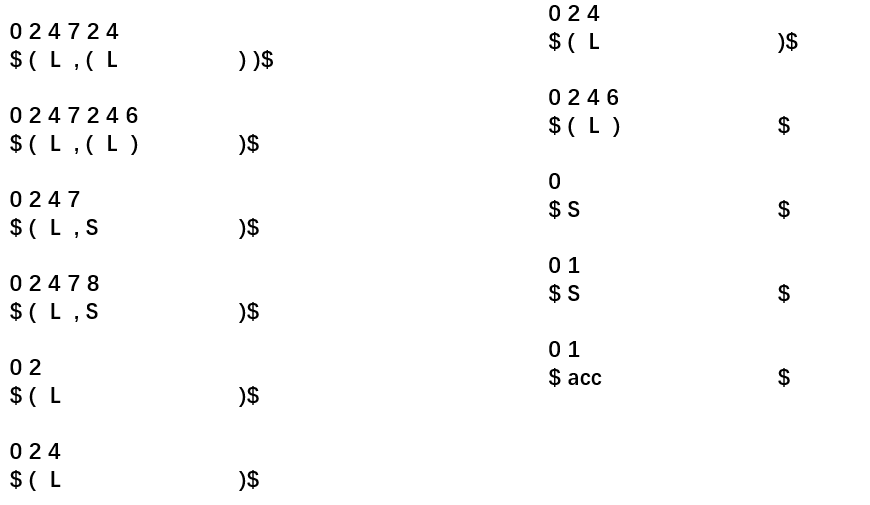 0 2 4 7 2 4
$ ( L , ( L ) ) $
0 2 4 7 2 4 6
$ ( L , ( L ) ) $
0 2 4 7
$ ( L , S ) $
0 2 4 7 8
$ ( L , S ) $
0 2
$ ( L ) $
0 2 4
$ ( L ) $
0 2 4
$ ( L ) $
0 2 4 6
$ ( L ) $
0
$ S $
0 1
$ S $
0 1
$ acc $